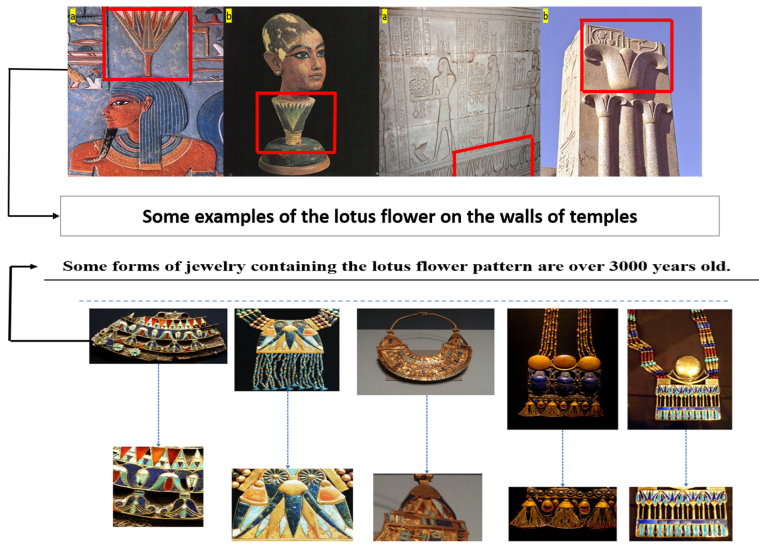 a
b
a
b
Some examples of the lotus flower on the walls of temples
Some forms of jewelry containing the lotus flower pattern are over 3000 years old.